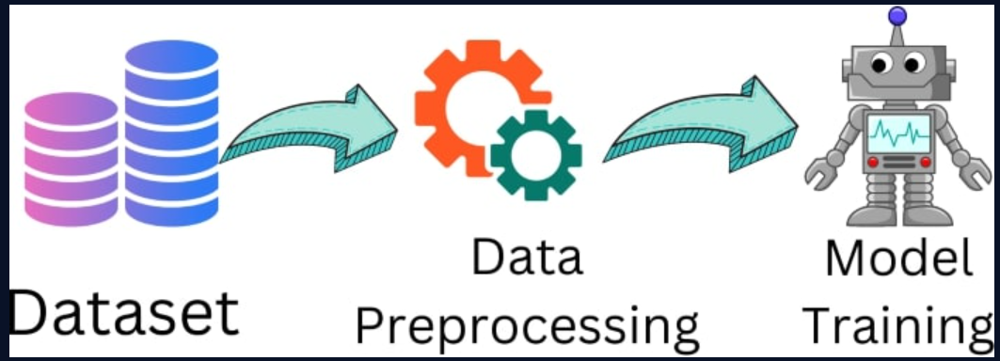 Dataset
Data
Preprocessing
Model
Training